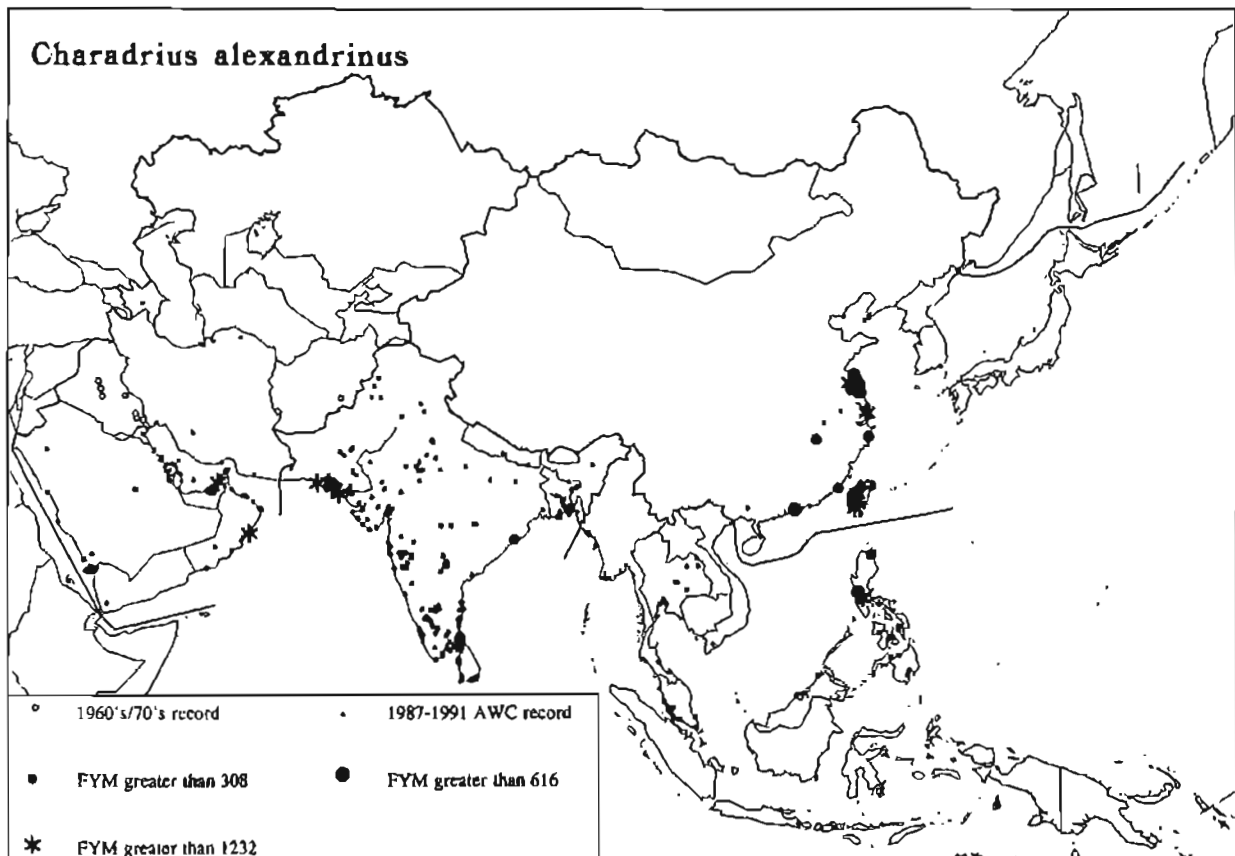 Charadrius alexandrinus
1960's/70's record
1987-1991 AWC record
FYM greater than 308
FYM greater than 616
FYM greater than 1232